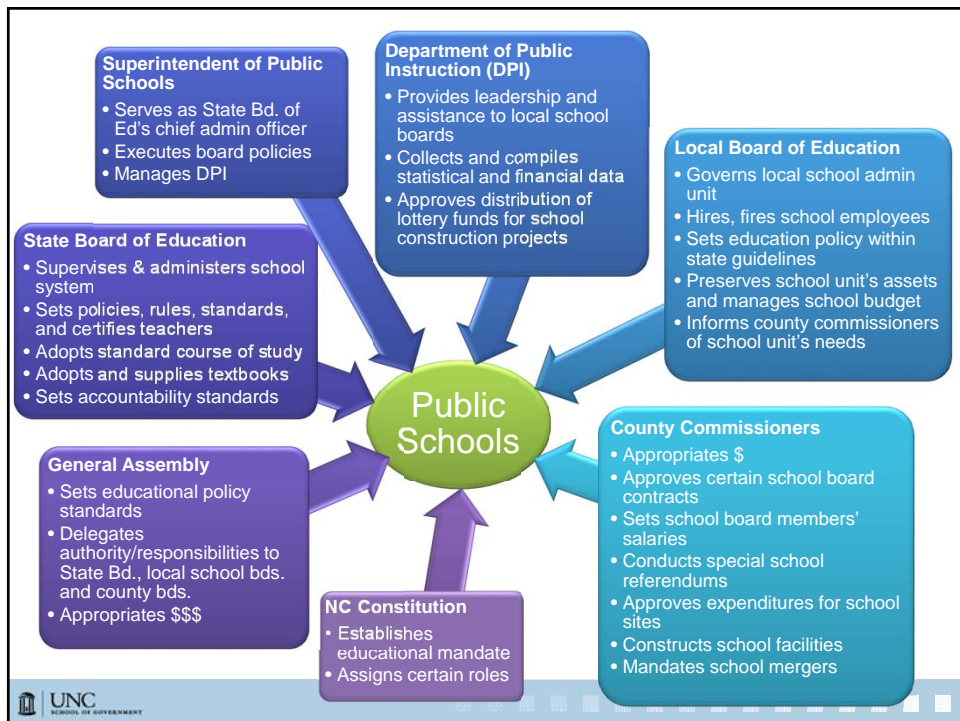 Superintendent of Public
Schools
• Serves as State Bd. of
Ed's chief admin officer
• Executes board policies
• Manages DPI
Department of Public
Instruction (DPI)
• Provides leadership and
assistance to local school
boards
• Collects and compiles
statistical and financial data
• Approves distribution of
lottery funds for school
construction projects
Local Board of Education
• Governs local school admin
unit
• Hires, fires school employees
• Sets education policy within
state guidelines
• Preserves school unit's assets
and manages school budget
• Informs county commissioners
of school unit's needs
State Board of Education
• Supervises & administers school
system
• Sets policies, rules, standards,
and certifies teachers
• Adopts standard course of study
• Adopts and supplies textbooks
• Sets accountability standards
Public
Schools
County Commissioners
• Appropriates $
• Approves certain school board
contracts
• Sets school board members'
salaries
• Conducts special school
referendums
• Approves expenditures for school
sites
• Constructs school facilities
• Mandates school mergers
General Assembly
• Sets educational policy
standards
• Delegates
authority/responsibilities to
State Bd., local school bds.
and county bds.
• Appropriates $$$
NC Constitution
• Establishes
educational mandate
• Assigns certain roles
UNC
SCHOOL OF GOVERNMENT